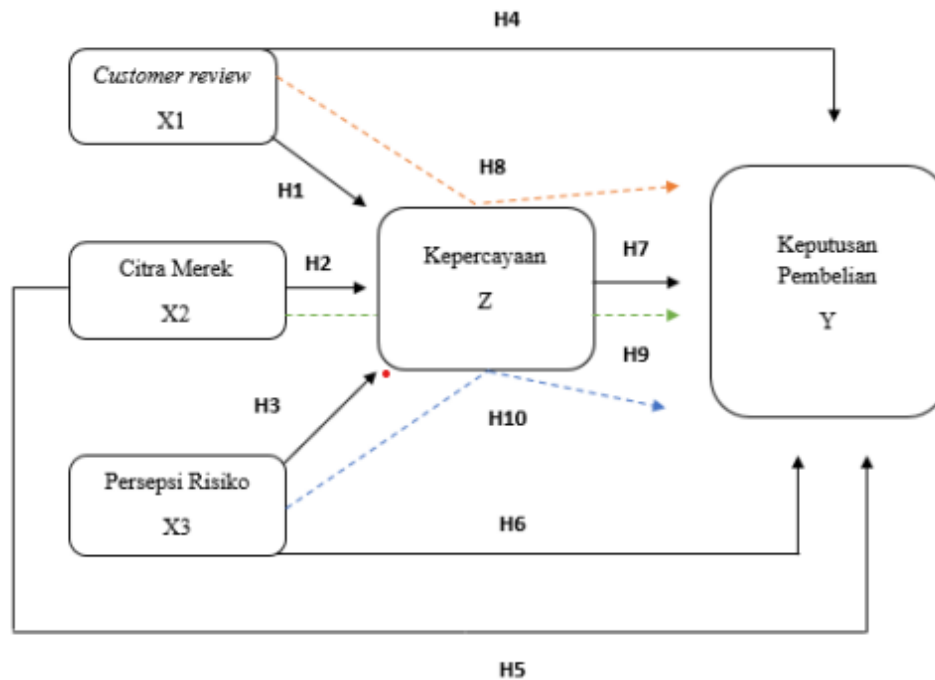 H4
Customer review
X1
H8
H1
Citra Merek
X2
H2
Kepercayaan
Z
H7
Keputusan
Pembelian
Y
H9
H3
H10
Persepsi Risiko
X3
H6
H5